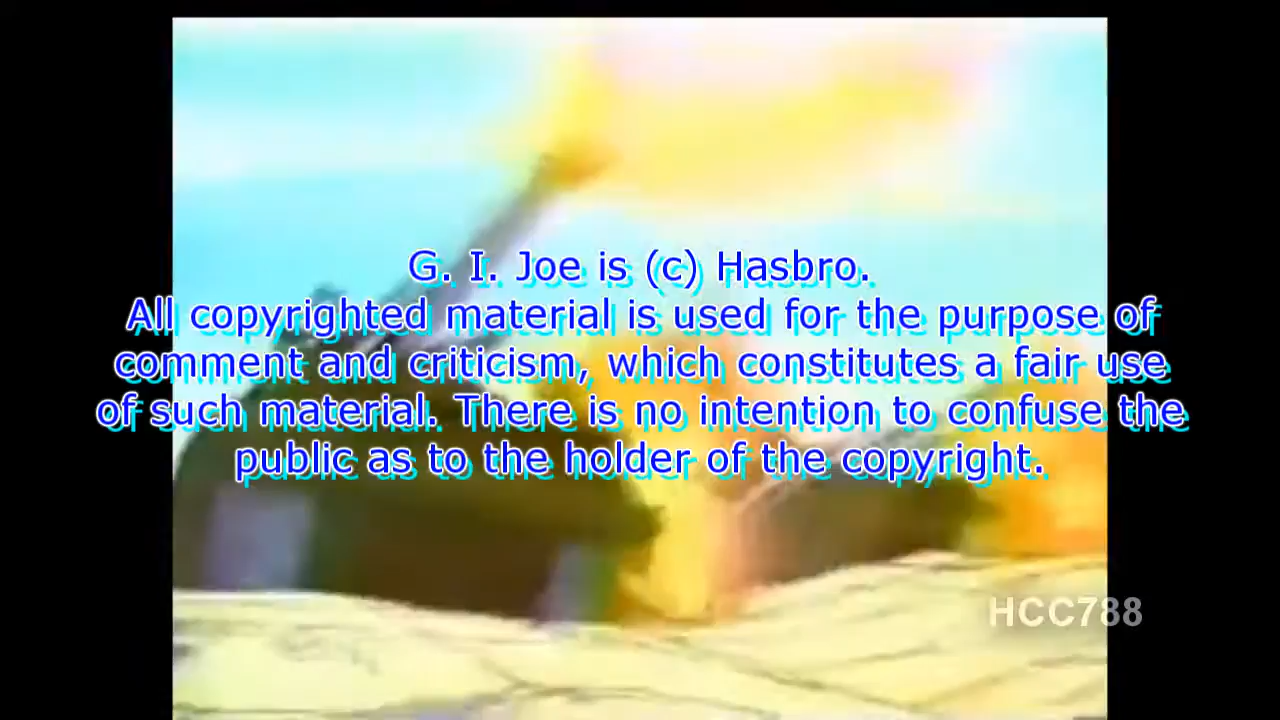 G. I. Joe is (c) Hasbro.
All copyrighted material is used for the purpose of
comment and criticism, which constitutes a fair use
of such material. There is no intention to confuse the
public as to the holder of the copyright.
HCC788